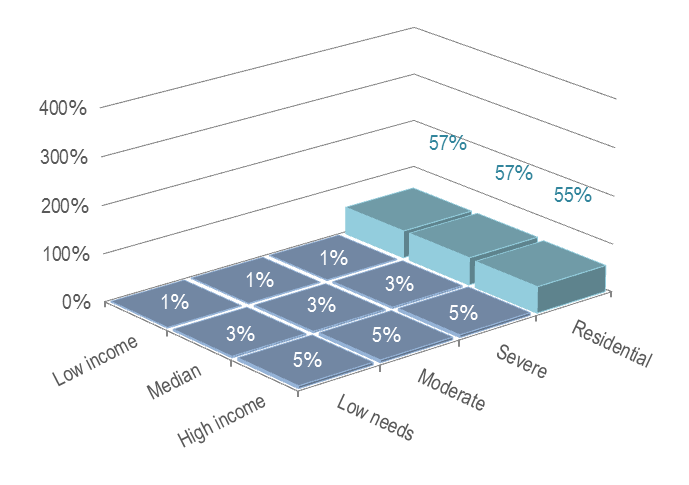 400%
300%
200%
100%
0%
57%
57%
55%
1%
1%
1%
3%
3%
3%
5%
5%
5%
Low income
Median
High income
Low needs
Moderate
Severe
Residential